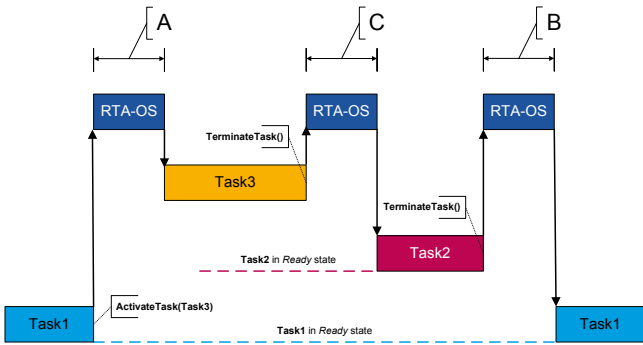 A
C
B
RTA-OS
RTA-OS
RTA-OS
TerminateTask()
Task3
TerminateTask()
Task2
Task2 in Ready state
ActivateTask(Task3)
Task1
Task1 in Ready state
Task1